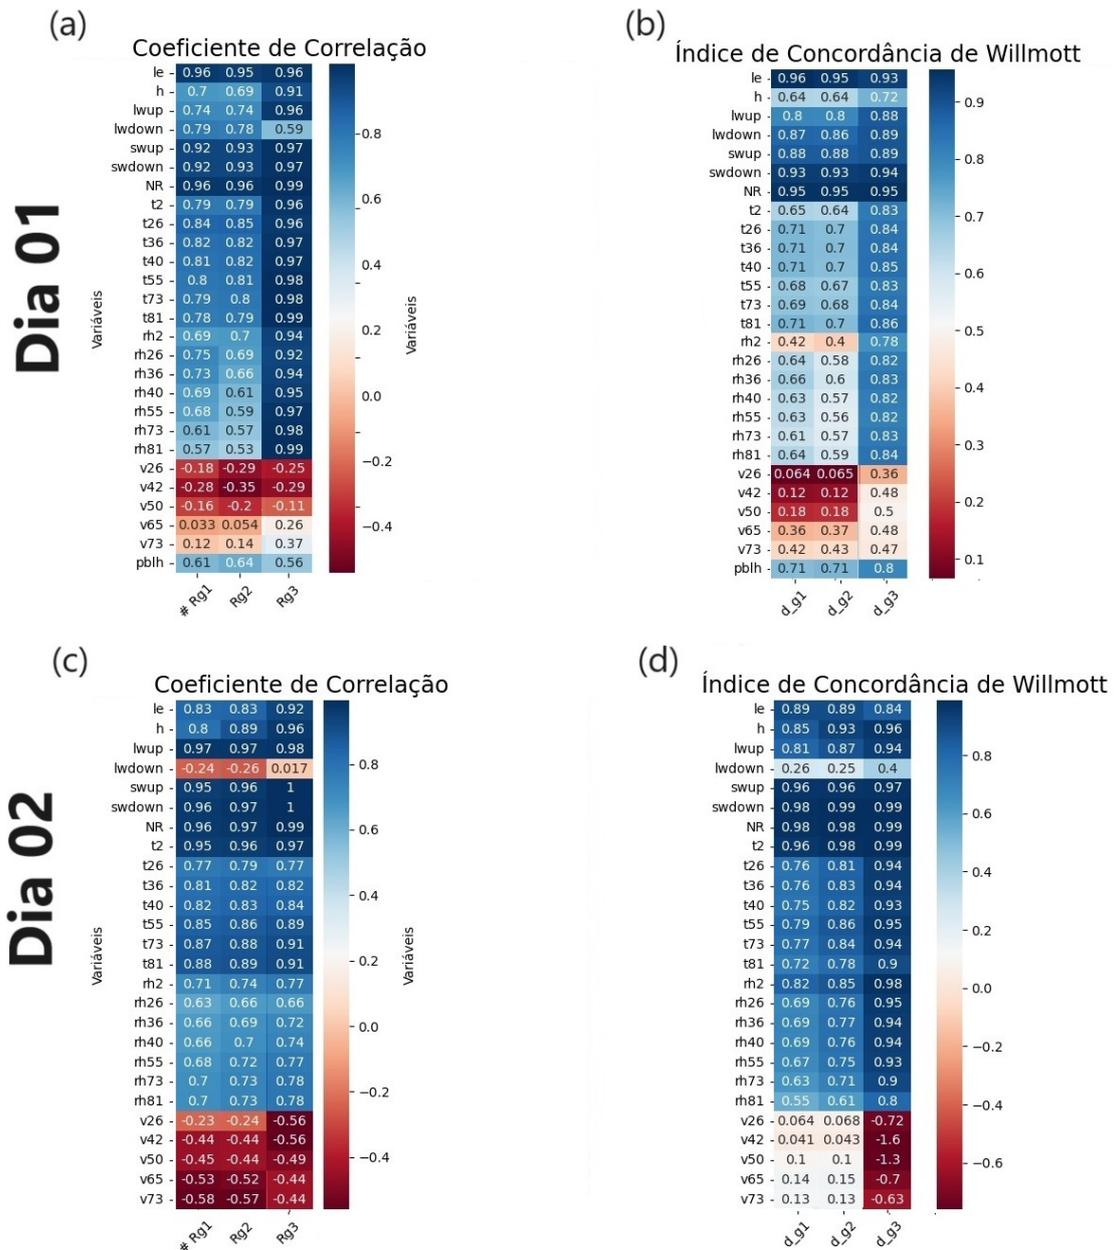 (a)
Coeficiente de Correlação
le 0.96 0.95 0.96
h 0.7 0.69 0.91
lwup 0.74 0.74 0.96
lwdown 0.79 0.78 0.59
swup 0.92 0.93 0.97
swdown 0.92 0.93 0.97
NR 0.96 0.96 0.99
t2 0.79 0.79 0.96
t26 0.84 0.85 0.96
t36 0.82 0.82 0.97
t40 0.81 0.82 0.97
t55 0.8 0.81 0.98
t73 0.79 0.8 0.98
t81 0.78 0.79 0.99
rh2 0.69 0.7 0.94
rh26 0.75 0.69 0.92
rh36 0.73 0.66 0.94
rh40 0.69 0.61 0.95
rh55 0.68 0.59 0.97
rh73 0.61 0.57 0.98
rh81 0.57 0.53 0.99
v26 -0.18 -0.29 -0.25
v42 -0.28 -0.35 -0.29
v50 -0.16 -0.2 -0.11
v65 0.033 0.054 0.26
v73 0.12 0.14 0.37
pblh 0.61 0.64 0.56
# Rg1 Rg2 Rg3
0.8
0.6
0.4
0.2
0.0
−0.2
−0.4
Variáveis
Dia 01
(b)
Índice de Concordância de Willmott
le 0.96 0.95 0.93
h 0.64 0.64 0.72
lwup 0.8 0.8 0.88
lwdown 0.87 0.86 0.89
swup 0.88 0.88 0.89
swdown 0.93 0.93 0.94
NR 0.95 0.95 0.95
t2 0.65 0.64 0.83
t26 0.71 0.7 0.84
t36 0.71 0.7 0.84
t40 0.71 0.7 0.85
t55 0.68 0.67 0.83
t73 0.69 0.68 0.84
t81 0.71 0.7 0.86
rh2 0.42 0.4 0.78
rh26 0.64 0.58 0.82
rh36 0.66 0.6 0.83
rh40 0.63 0.57 0.82
rh55 0.63 0.56 0.82
rh73 0.61 0.57 0.83
rh81 0.64 0.59 0.84
v26 0.064 0.065 0.36
v42 0.12 0.12 0.48
v50 0.18 0.18 0.5
v65 0.36 0.37 0.48
v73 0.42 0.43 0.47
pblh 0.71 0.71 0.8
d_g1 d_g2 d_g3
0.9
0.8
0.7
0.6
0.5
0.4
0.3
0.2
0.1
Variáveis
(c)
Coeficiente de Correlação
le 0.83 0.83 0.92
h 0.8 0.89 0.96
lwup 0.97 0.97 0.98
lwdown -0.24 -0.26 0.017
swup 0.95 0.96 1
swdown 0.96 0.97 1
NR 0.96 0.97 0.99
t2 0.95 0.96 0.97
t26 0.77 0.79 0.77
t36 0.81 0.82 0.82
t40 0.82 0.83 0.84
t55 0.85 0.86 0.89
t73 0.87 0.88 0.91
t81 0.88 0.89 0.91
rh2 0.71 0.74 0.77
rh26 0.63 0.66 0.66
rh36 0.66 0.69 0.72
rh40 0.66 0.7 0.74
rh55 0.68 0.72 0.77
rh73 0.7 0.73 0.78
rh81 0.7 0.73 0.78
v26 -0.23 -0.24 -0.56
v42 -0.44 -0.44 -0.56
v50 -0.45 -0.44 -0.49
v65 -0.53 -0.52 -0.44
v73 -0.58 -0.57 -0.44
# Rg1 Rg2 Rg3
0.8
0.6
0.4
0.2
0.0
−0.2
−0.4
Variáveis
Dia 02
(d)
Índice de Concordância de Willmott
le 0.89 0.89 0.84
h 0.85 0.93 0.96
lwup 0.81 0.87 0.94
lwdown 0.26 0.25 0.4
swup 0.96 0.96 0.97
swdown 0.98 0.99 0.99
NR 0.98 0.98 0.99
t2 0.96 0.98 0.99
t26 0.76 0.81 0.94
t36 0.76 0.83 0.94
t40 0.75 0.82 0.93
t55 0.79 0.86 0.95
t73 0.77 0.84 0.94
t81 0.72 0.78 0.9
rh2 0.82 0.85 0.98
rh26 0.69 0.76 0.95
rh36 0.69 0.77 0.94
rh40 0.69 0.76 0.94
rh55 0.67 0.75 0.93
rh73 0.63 0.71 0.9
rh81 0.55 0.61 0.8
v26 0.064 0.068 -0.72
v42 0.041 0.043 -1.6
v50 0.1 0.1 -1.3
v65 0.14 0.15 -0.7
v73 0.13 0.13 -0.63
d_g1 d_g2 d_g3
0.8
0.6
0.4
0.2
0.0
−0.2
−0.4
−0.6
Variáveis